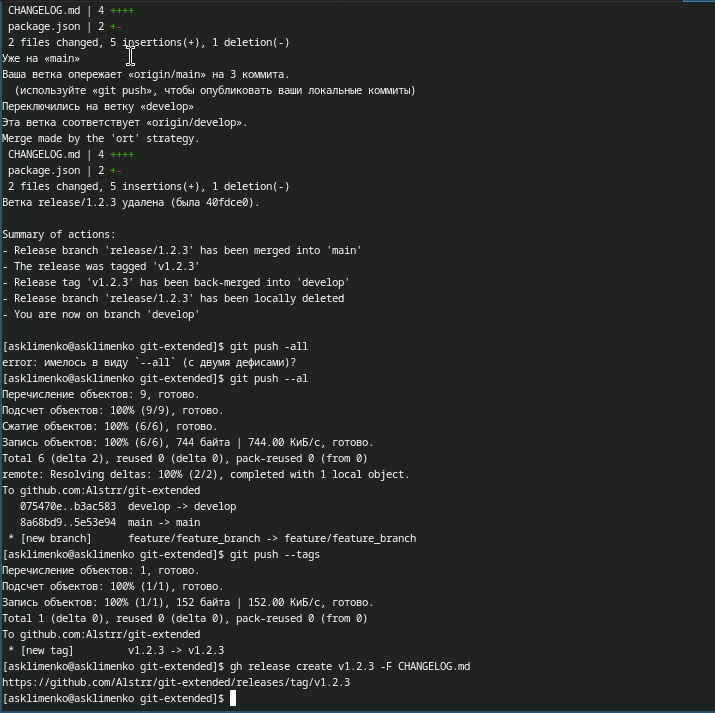 CHANGELOG.md | 4 ++++
package.json | 2 +-
2 files changed, 5 insertions(+), 1 deletion(-)
Уже на «main»
Ваша ветка опережает «origin/main» на 3 коммита.
(используйте «git push», чтобы опубликовать ваши локальные коммиты)
Переключились на ветку «develop»
Эта ветка соответствует «origin/develop».
Merge made by the 'ort' strategy.
CHANGELOG.md | 4 ++++
package.json | 2 +-
2 files changed, 5 insertions(+), 1 deletion(-)
Ветка release/1.2.3 удалена (была 40fdce0).
Summary of actions:
- Release branch 'release/1.2.3' has been merged into 'main'
- The release was tagged 'v1.2.3'
- Release tag 'v1.2.3' has been back-merged into 'develop'
- Release branch 'release/1.2.3' has been locally deleted
- You are now on branch 'develop'
[asklimenko@asklimenko git-extended]$ git push -all
error: имелось в виду `--all` (с двумя дефисами)?
[asklimenko@asklimenko git-extended]$ git push --al
Перечисление объектов: 9, готово.
Подсчет объектов: 100% (9/9), готово.
Сжатие объектов: 100% (6/6), готово.
Запись объектов: 100% (6/6), 744 байта | 744.00 КиБ/с, готово.
Total 6 (delta 2), reused 0 (delta 0), pack-reused 0 (from 0)
remote: Resolving deltas: 100% (2/2), completed with 1 local object.
To github.com:Alstrr/git-extended
075470e..b3ac583  develop -> develop
8a68bd9..5e53e94  main -> main
* [new branch]      feature/feature_branch -> feature/feature_branch
[asklimenko@asklimenko git-extended]$ git push --tags
Перечисление объектов: 1, готово.
Подсчет объектов: 100% (1/1), готово.
Запись объектов: 100% (1/1), 152 байта | 152.00 КиБ/с, готово.
Total 1 (delta 0), reused 0 (delta 0), pack-reused 0 (from 0)
To github.com:Alstrr/git-extended
* [new tag]         v1.2.3 -> v1.2.3
[asklimenko@asklimenko git-extended]$ gh release create v1.2.3 -F CHANGELOG.md
https://github.com/Alstrr/git-extended/releases/tag/v1.2.3
[asklimenko@asklimenko git-extended]$